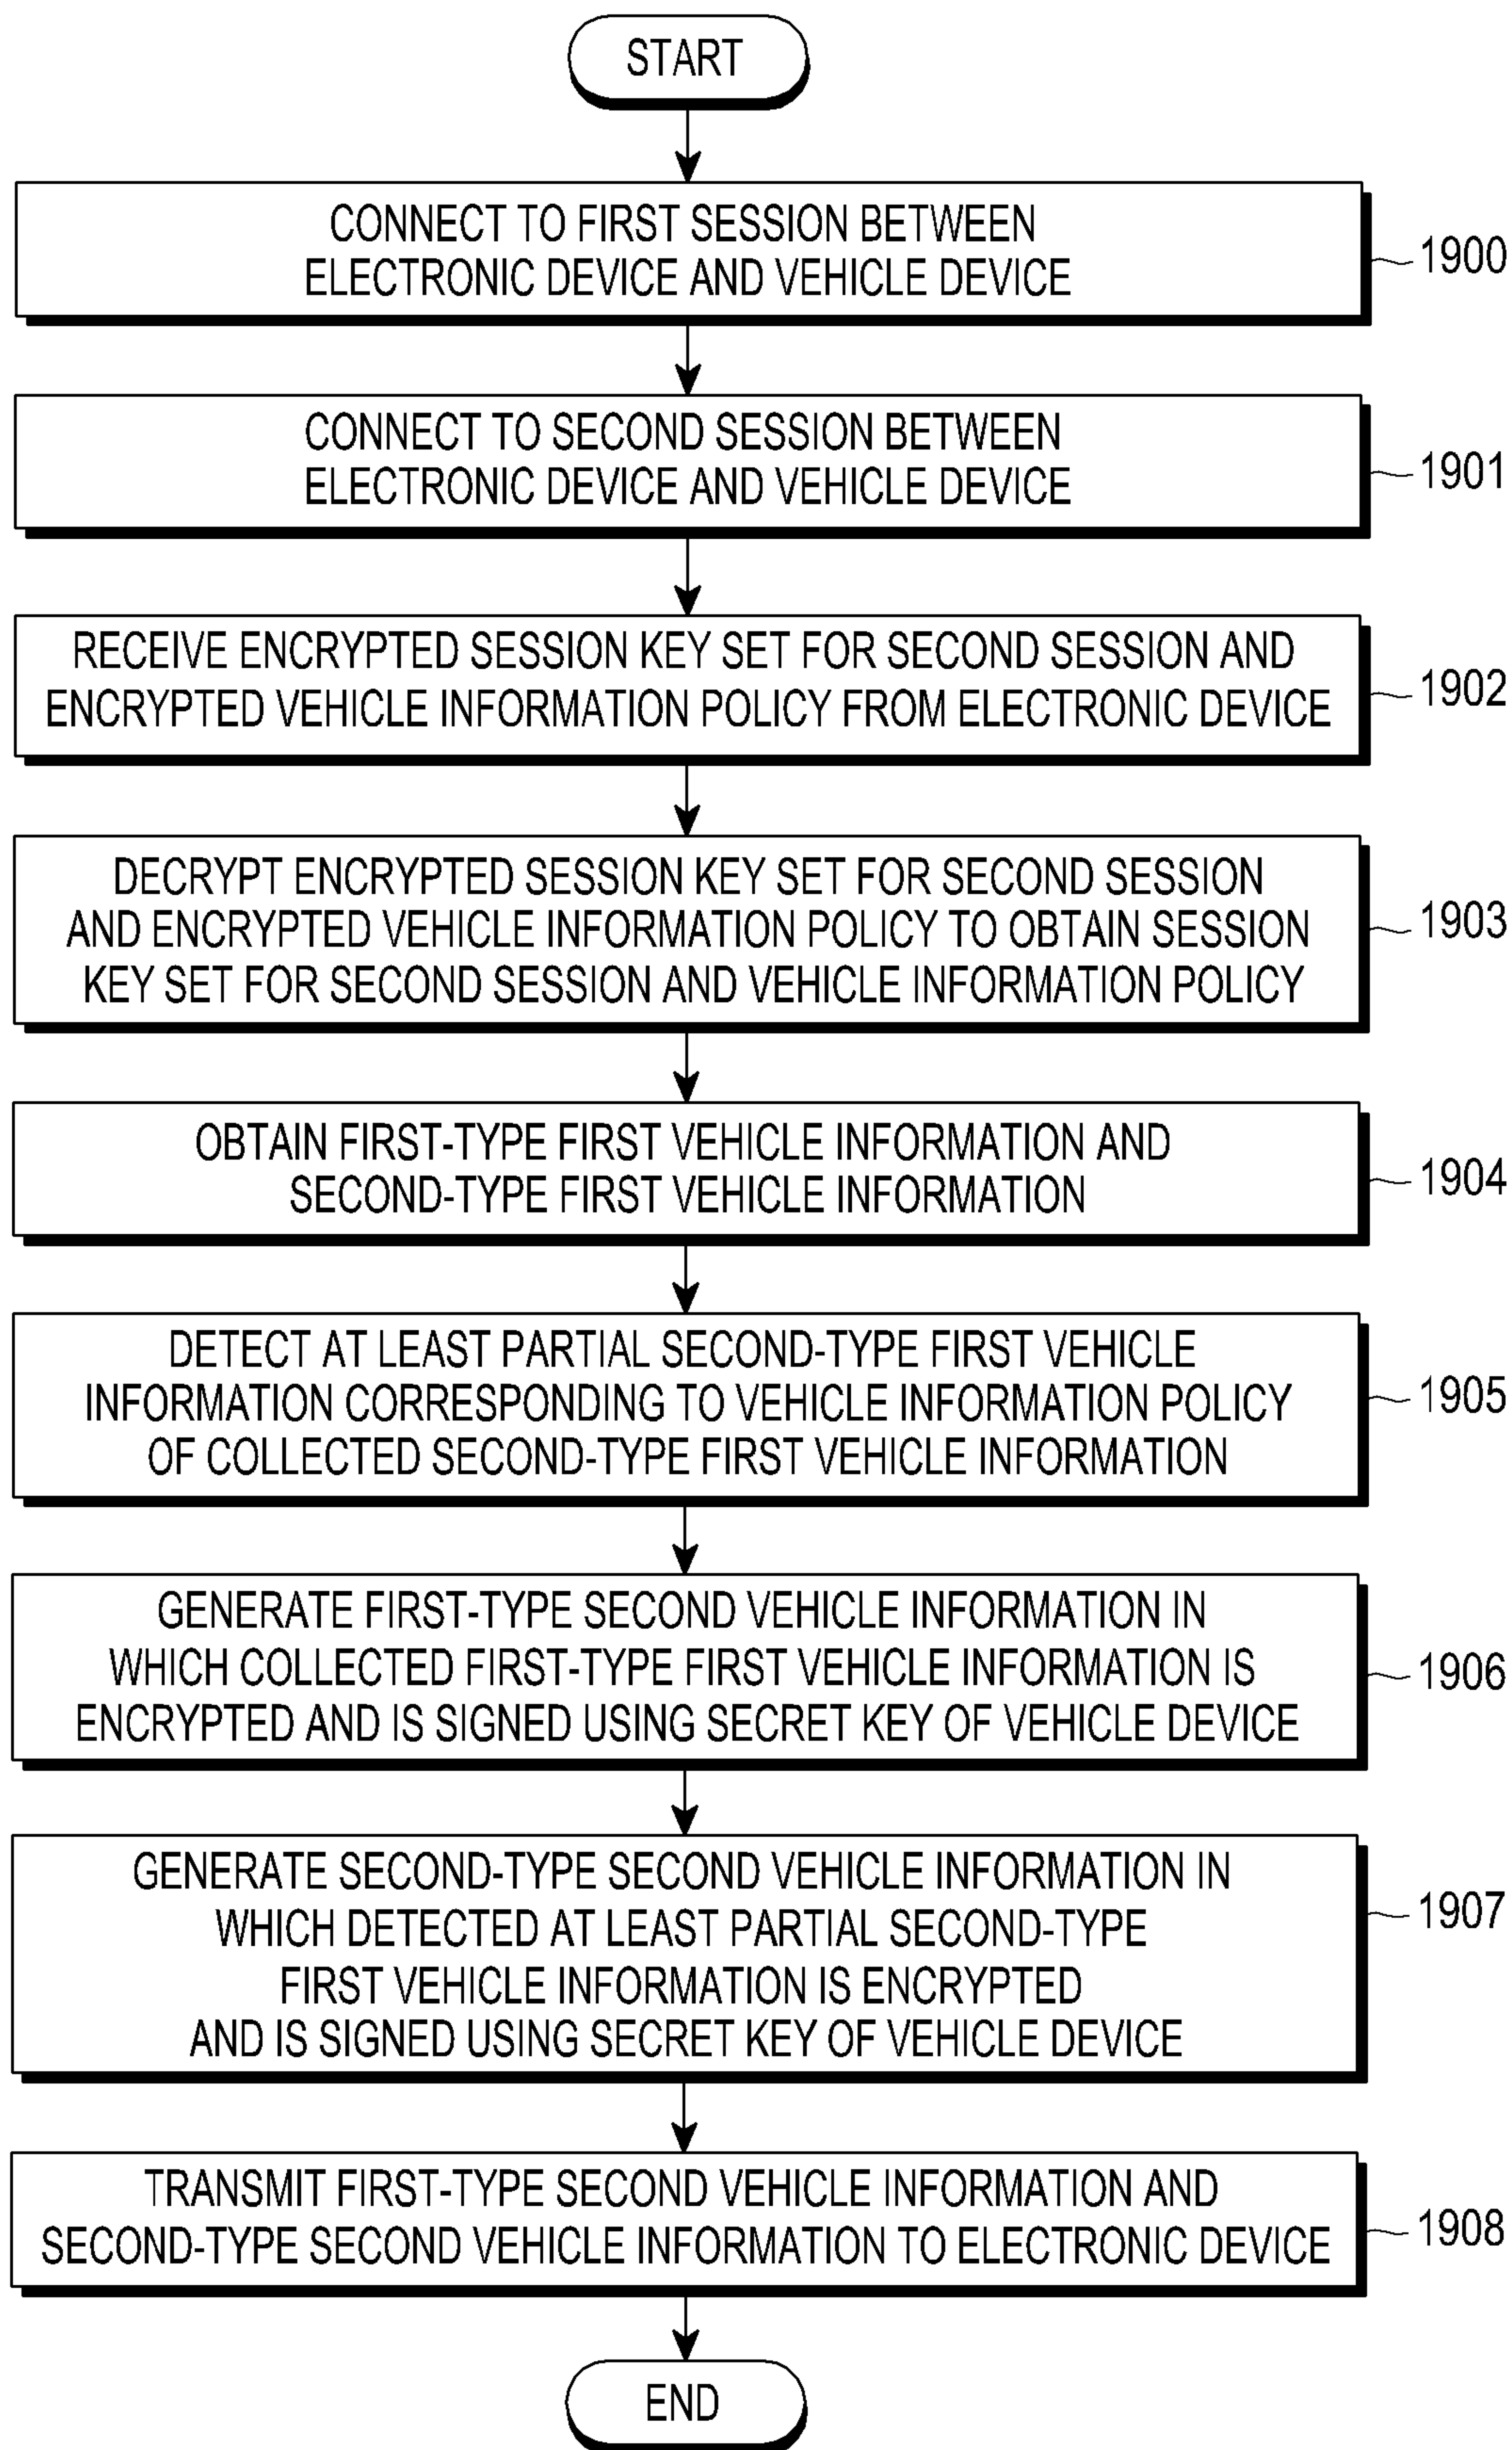 START
CONNECT TO FIRST SESSION BETWEEN
ELECTRONIC DEVICE AND VEHICLE DEVICE
1900
CONNECT TO SECOND SESSION BETWEEN
ELECTRONIC DEVICE AND VEHICLE DEVICE
1901
RECEIVE ENCRYPTED SESSION KEY SET FOR SECOND SESSION AND
ENCRYPTED VEHICLE INFORMATION POLICY FROM ELECTRONIC DEVICE
1902
DECRYPT ENCRYPTED SESSION KEY SET FOR SECOND SESSION
AND ENCRYPTED VEHICLE INFORMATION POLICY TO OBTAIN SESSION
KEY SET FOR SECOND SESSION AND VEHICLE INFORMATION POLICY
1903
OBTAIN FIRST-TYPE FIRST VEHICLE INFORMATION AND
SECOND-TYPE FIRST VEHICLE INFORMATION
1904
DETECT AT LEAST PARTIAL SECOND-TYPE FIRST VEHICLE
INFORMATION CORRESPONDING TO VEHICLE INFORMATION POLICY
OF COLLECTED SECOND-TYPE FIRST VEHICLE INFORMATION
1905
GENERATE FIRST-TYPE SECOND VEHICLE INFORMATION IN
WHICH COLLECTED FIRST-TYPE FIRST VEHICLE INFORMATION IS
ENCRYPTED AND IS SIGNED USING SECRET KEY OF VEHICLE DEVICE
1906
GENERATE SECOND-TYPE SECOND VEHICLE INFORMATION IN
WHICH DETECTED AT LEAST PARTIAL SECOND-TYPE
FIRST VEHICLE INFORMATION IS ENCRYPTED
AND IS SIGNED USING SECRET KEY OF VEHICLE DEVICE
1907
TRANSMIT FIRST-TYPE SECOND VEHICLE INFORMATION AND
SECOND-TYPE SECOND VEHICLE INFORMATION TO ELECTRONIC DEVICE
1908
END